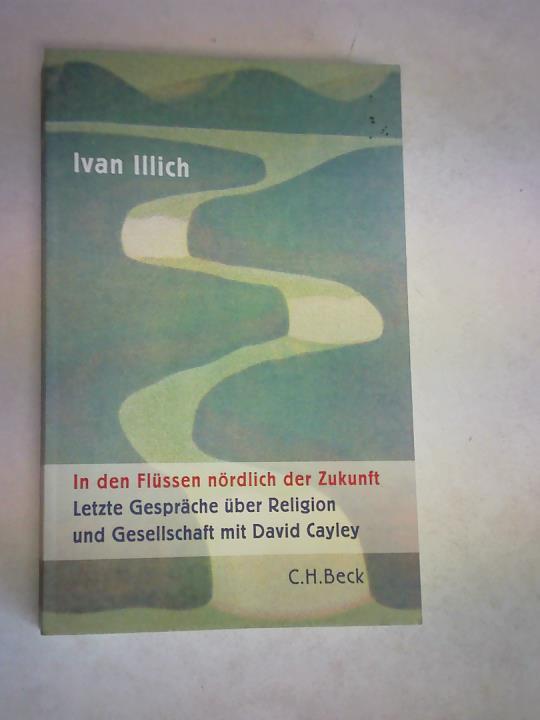 Ivan Illich
In den Flüssen nördlich der Zukunft
Letzte Gespräche über Religion
und Gesellschaft mit David Cayley
C.H.Beck